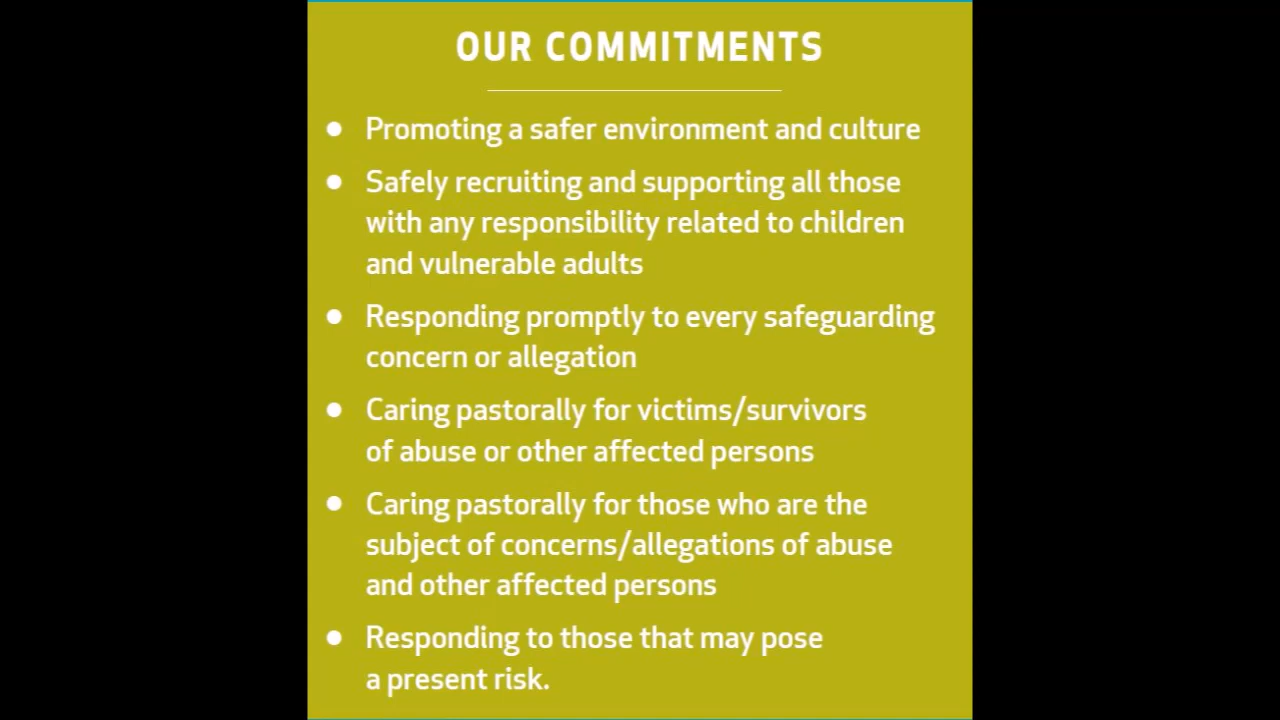 OUR COMMITMENTS
● Promoting a safer environment and culture
● Safely recruiting and supporting all those
with any responsibility related to children
and vulnerable adults
● Responding promptly to every safeguarding
concern or allegation
● Caring pastorally for victims/survivors
of abuse or other affected persons
● Caring pastorally for those who are the
subject of concerns/allegations of abuse
and other affected persons
● Responding to those that may pose
a present risk.